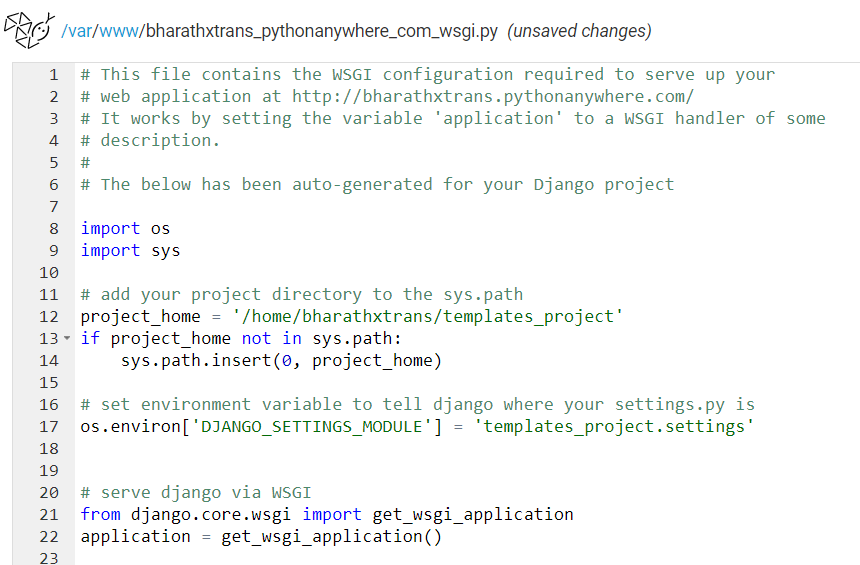 /var/www/bharathxtrans_pythonanywhere_com_wsgi.py (unsaved changes)
1 # This file contains the WSGI configuration required to serve up your
2 # web application at http://bharathxtrans.pythonanywhere.com/
3 # It works by setting the variable 'application' to a WSGI handler of some
4 # description.
5 #
6 # The below has been auto-generated for your Django project
7
8 import os
9 import sys
10
11 # add your project directory to the sys.path
12 project_home = '/home/bharathxtrans/templates_project'
13 if project_home not in sys.path:
14     sys.path.insert(0, project_home)
15
16 # set environment variable to tell django where your settings.py is
17 os.environ['DJANGO_SETTINGS_MODULE'] = 'templates_project.settings'
18
19
20 # serve django via WSGI
21 from django.core.wsgi import get_wsgi_application
22 application = get_wsgi_application()
23